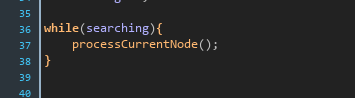 35
36 while(searching){
37     processCurrentNode();
38 }
39
40